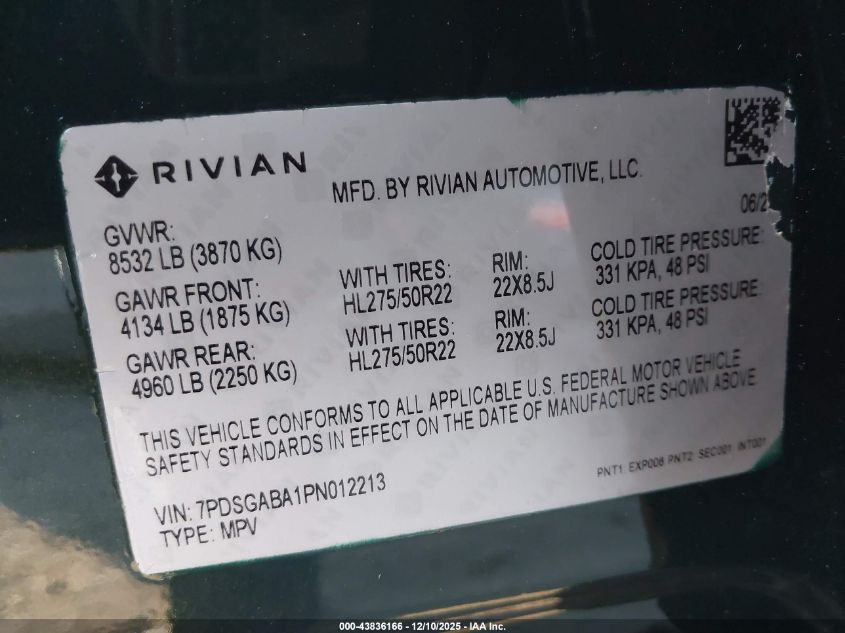 RIVIAN
MFD. BY RIVIAN AUTOMOTIVE, LLC.
06/2
GVWR:
8532 LB (3870 KG)
GAWR FRONT:
4134 LB (1875 KG)
WITH TIRES:
HL275/50R22
RIM:
22X8.5J
COLD TIRE PRESSURE:
331 KPA, 48 PSI
GAWR REAR:
4960 LB (2250 KG)
WITH TIRES:
HL275/50R22
RIM:
22X8.5J
COLD TIRE PRESSURE:
331 KPA, 48 PSI
THIS VEHICLE CONFORMS TO ALL APPLICABLE U.S. FEDERAL MOTOR VEHICLE
SAFETY STANDARDS IN EFFECT ON THE DATE OF MANUFACTURE SHOWN ABOVE
PNT1: EXP008 PNT2: SEC001 INT001
VIN: 7PDSGABA1PN012213
TYPE: MPV
000-43836166 - 12/10/2025 - IAA Inc.